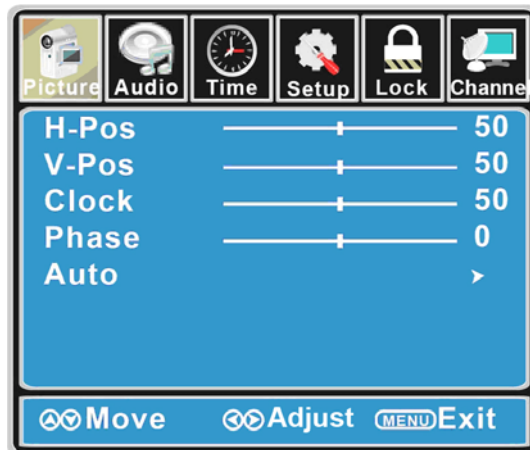 Picture Audio Time Setup Lock Channe
H-Pos 50
V-Pos 50
Clock 50
Phase 0
Auto
Move Adjust MENU Exit